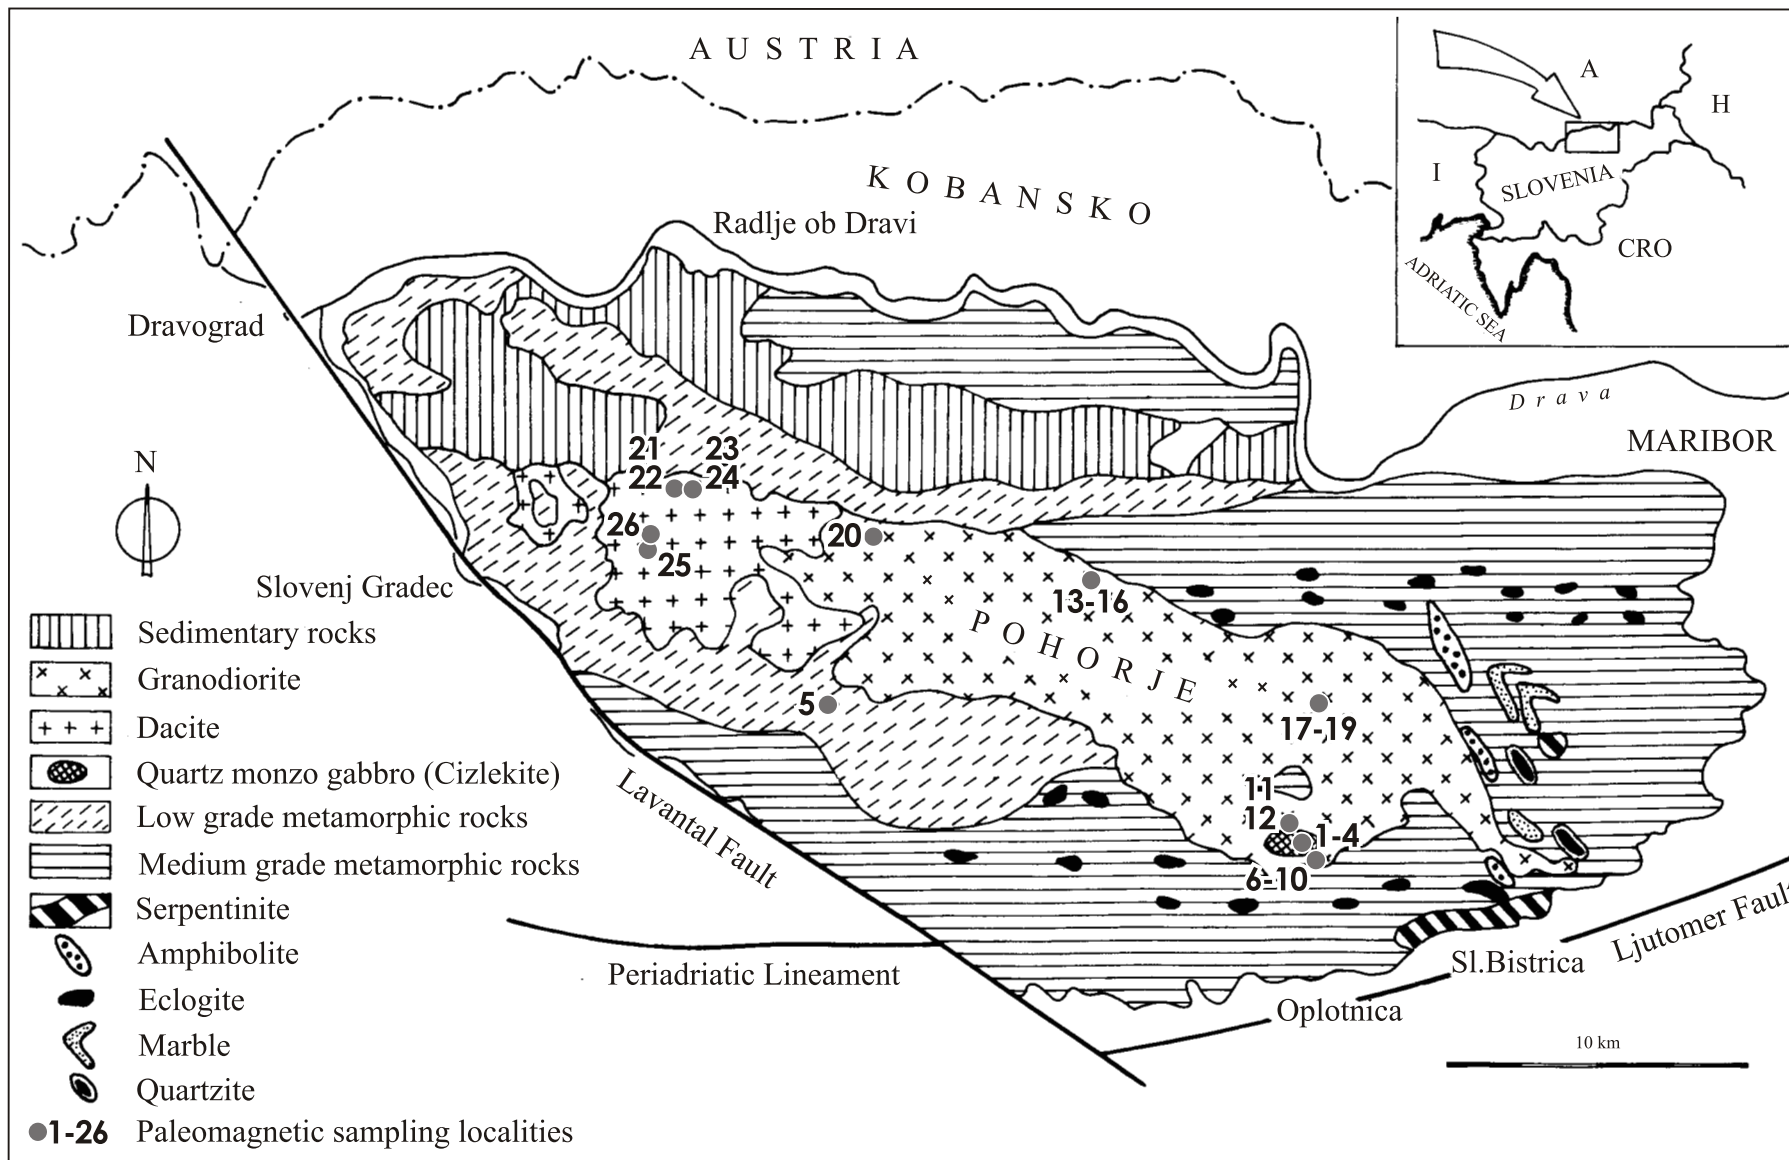 AUSTRIA
A
H
I
SLOVENIA
CRO
ADRIATIC SEA
KOBANSKO
Radlje ob Dravi
Dravograd
Drava
MARIBOR
N
21
23
22
24
26
25
20
13-16
Slovenj Gradec
POHORJE
5
17-19
11
12
1-4
6-10
Lavantal Fault
Periadriatic Lineament
Ljutomer Fault
Sl.Bistrica
Oplotnica
10 km
Sedimentary rocks
Granodiorite
Dacite
Quartz monzo gabbro (Cizlekite)
Low grade metamorphic rocks
Medium grade metamorphic rocks
Serpentinite
Amphibolite
Eclogite
Marble
Quartzite
1-26 Paleomagnetic sampling localities